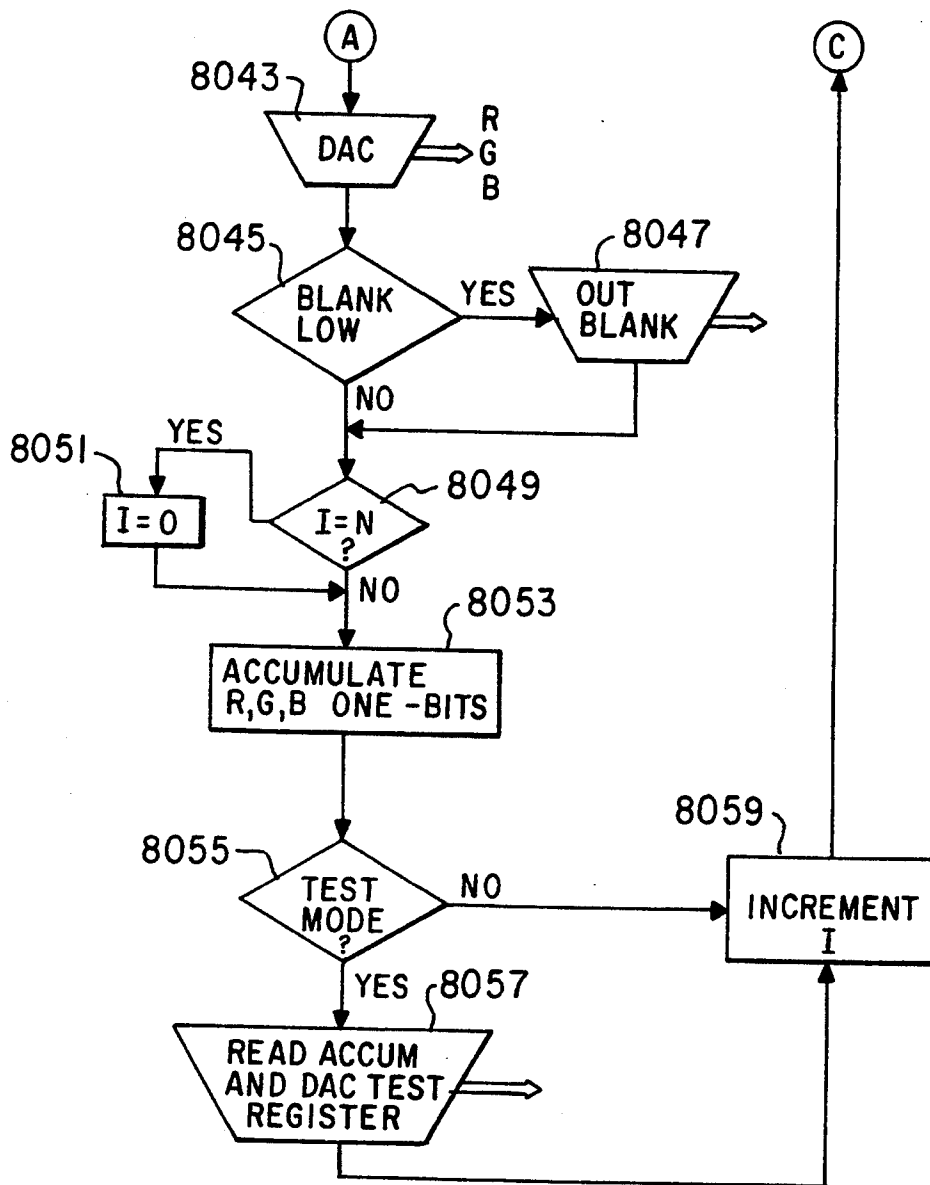 A
C
8043
DAC
R
G
B
8045
BLANK
LOW
YES
8047
OUT
BLANK
NO
8051
YES
I=0
8049
I=N
?
NO
8053
ACCUMULATE
R,G,B ONE-BITS
8055
TEST
MODE
?
NO
8059
INCREMENT
I
YES
8057
READ ACCUM
AND DAC TEST
REGISTER